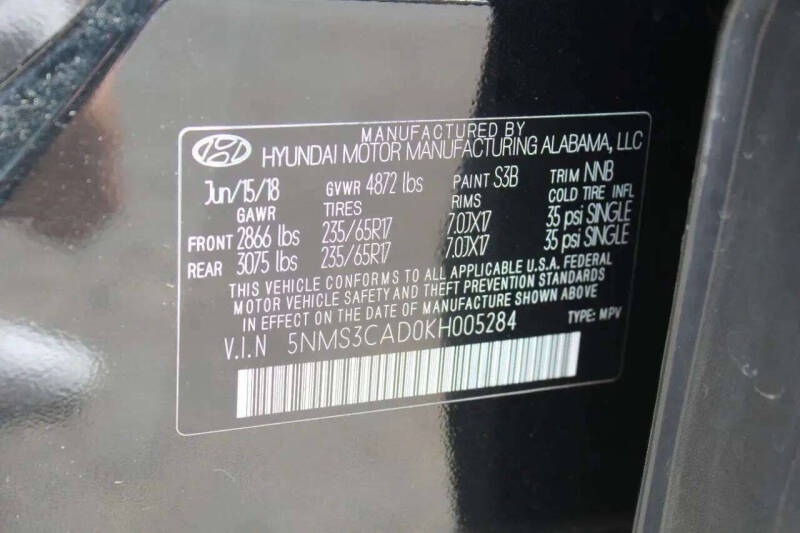 MANUFACTURED BY
HYUNDAI MOTOR MANUFACTURING ALABAMA, LLC
Jun/15/18 GVWR 4872 lbs PAINT S3B TRIM NNB
GAWR TIRES RIMS COLD TIRE INFL
FRONT 2866 lbs 235/65R17 7.0JX17 35 psi SINGLE
REAR 3075 lbs 235/65R17 7.0JX17 35 psi SINGLE
THIS VEHICLE CONFORMS TO ALL APPLICABLE U.S.A. FEDERAL
MOTOR VEHICLE SAFETY AND THEFT PREVENTION STANDARDS
IN EFFECT ON THE DATE OF MANUFACTURE SHOWN ABOVE
V.I.N 5NMS3CAD0KH005284 TYPE: MPV